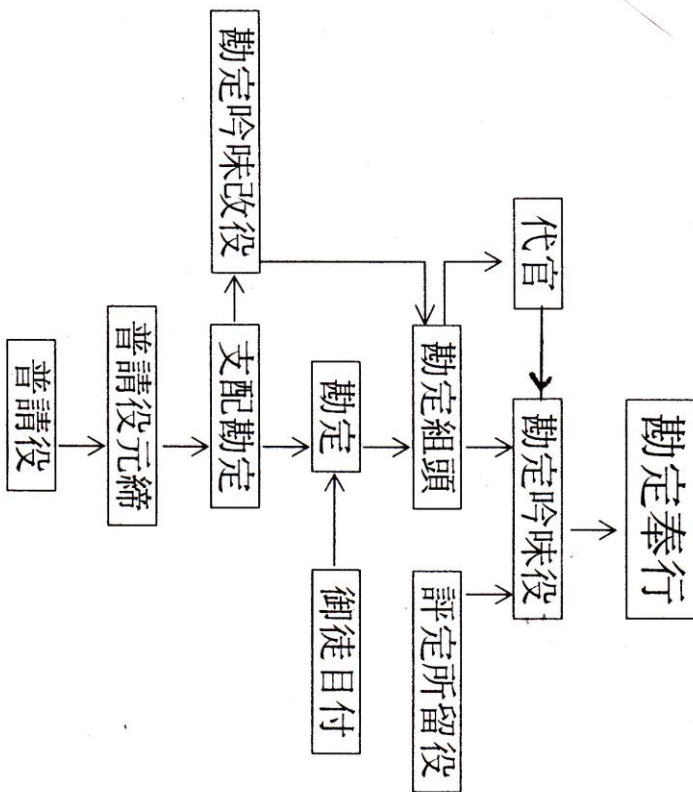 勘定奉行
勘定吟味役
代官
評定所留役
勘定組頭
勘定
御徒目付
勘定吟味改役
支配勘定
普請役元締
普請役